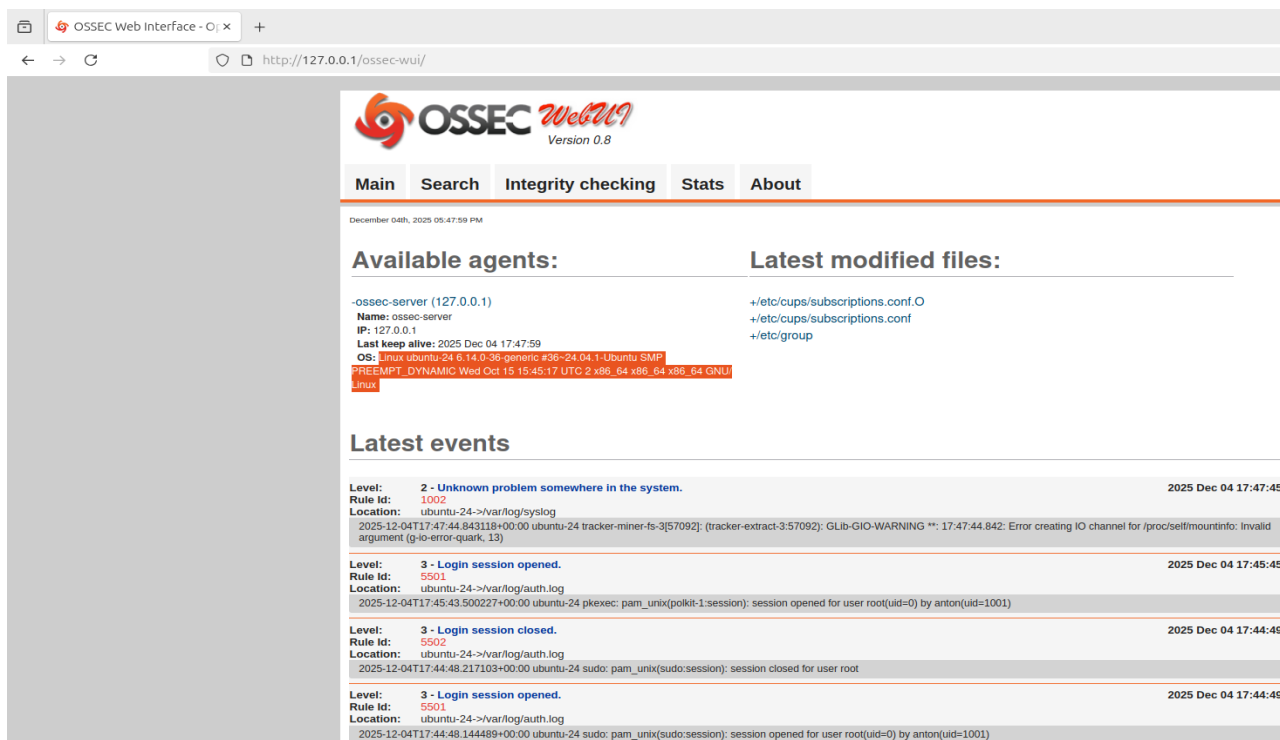 OSSEC Web Interface - Op
http://127.0.0.1/ossec-wui/
OSSEC WebUI
Version 0.8
Main Search Integrity checking Stats About
December 04th, 2025 05:47:59 PM
Available agents:
-ossec-server (127.0.0.1)
Name: ossec-server
IP: 127.0.0.1
Last keep alive: 2025 Dec 04 17:47:59
OS: Linux ubuntu-24 6.14.0-36-generic #36~24.04.1-Ubuntu SMP
PREEMPT_DYNAMIC Wed Oct 15 15:45:17 UTC 2 x86_64 x86_64 x86_64 GNU/
Linux
Latest modified files:
+/etc/cups/subscriptions.conf.O
+/etc/cups/subscriptions.conf
+/etc/group
Latest events
Level: 2 - Unknown problem somewhere in the system. 2025 Dec 04 17:47:45
Rule Id: 1002
Location: ubuntu-24->/var/log/syslog
2025-12-04T17:47:44.843118+00:00 ubuntu-24 tracker-miner-fs-3[57092]: (tracker-extract-3:57092): GLib-GIO-WARNING **: 17:47:44.842: Error creating IO channel for /proc/self/mountinfo: Invalid
argument (g-io-error-quark, 13)
Level: 3 - Login session opened. 2025 Dec 04 17:45:45
Rule Id: 5501
Location: ubuntu-24->/var/log/auth.log
2025-12-04T17:45:43.500227+00:00 ubuntu-24 pkexec: pam_unix(polkit-1:session): session opened for user root(uid=0) by anton(uid=1001)
Level: 3 - Login session closed. 2025 Dec 04 17:44:49
Rule Id: 5502
Location: ubuntu-24->/var/log/auth.log
2025-12-04T17:44:48.217103+00:00 ubuntu-24 sudo: pam_unix(sudo:session): session closed for user root
Level: 3 - Login session opened. 2025 Dec 04 17:44:49
Rule Id: 5501
Location: ubuntu-24->/var/log/auth.log
2025-12-04T17:44:48.144489+00:00 ubuntu-24 sudo: pam_unix(sudo:session): session opened for user root(uid=0) by anton(uid=1001)